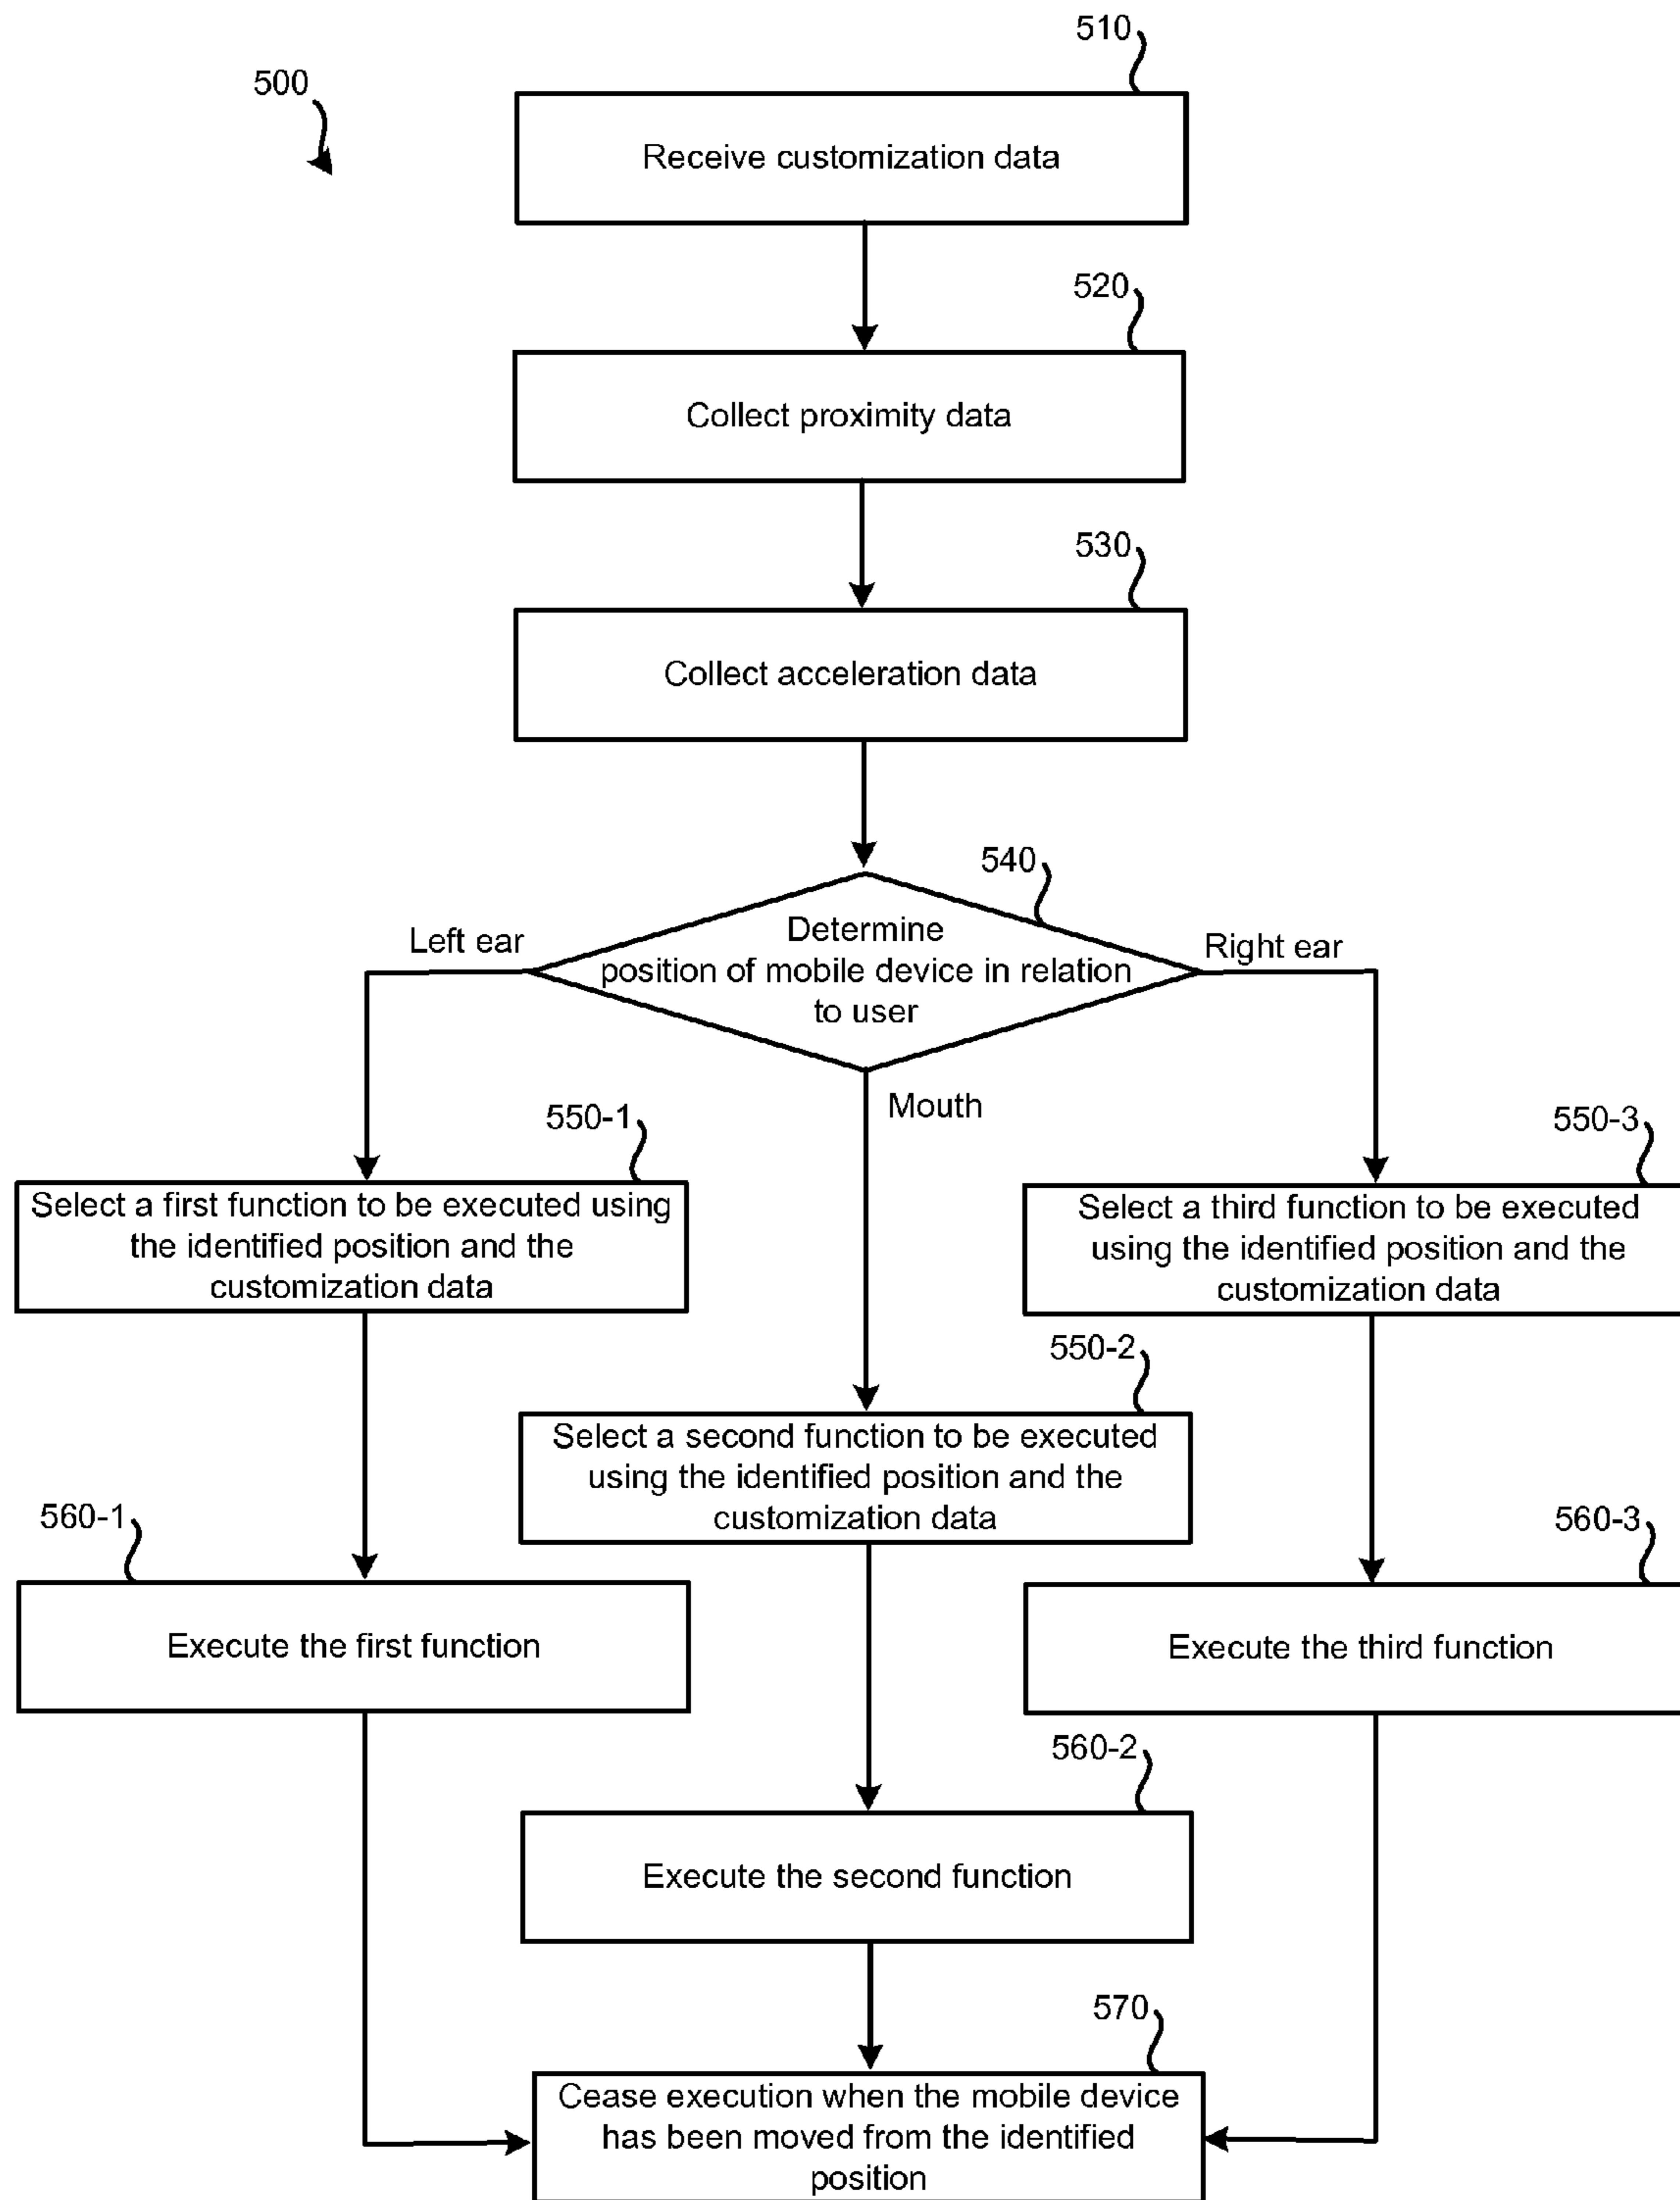 510
500
Receive customization data
520
Collect proximity data
530
Collect acceleration data
540
Determine
position of mobile device in relation
to user
Left ear
Right ear
Mouth
550-1
Select a first function to be executed using
the identified position and the
customization data
550-3
Select a third function to be executed
using the identified position and the
customization data
550-2
Select a second function to be executed
using the identified position and the
customization data
560-1
Execute the first function
560-3
Execute the third function
560-2
Execute the second function
570
Cease execution when the mobile device
has been moved from the identified
position